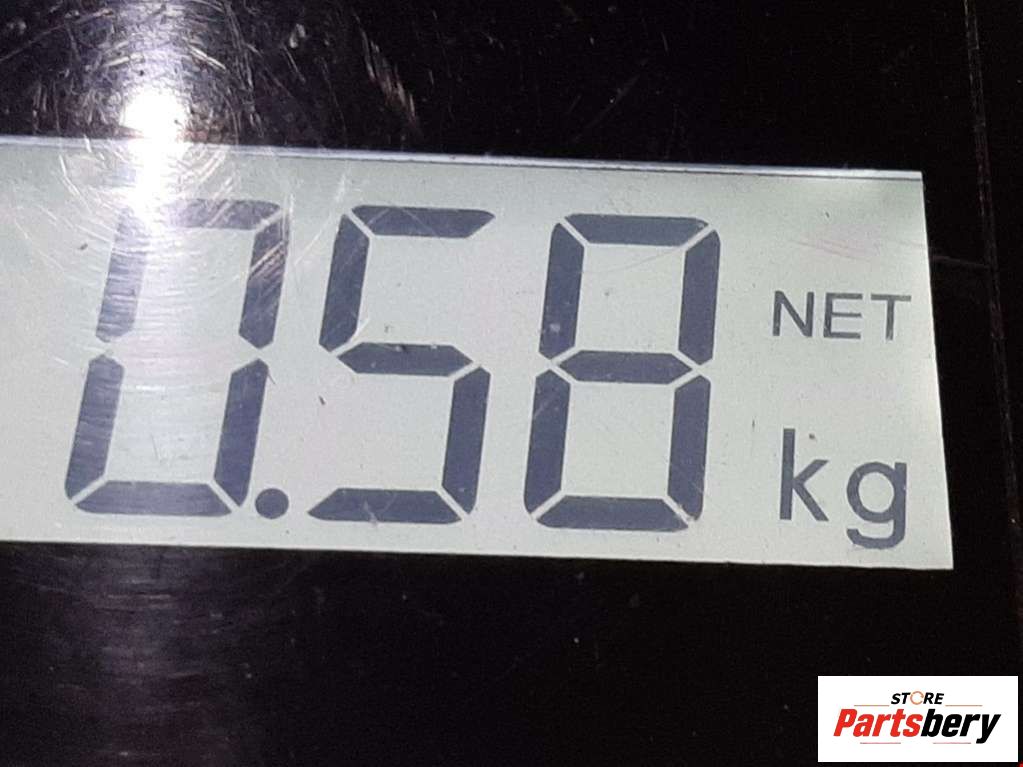 0.58
NET
kg
STORE
Partsbery